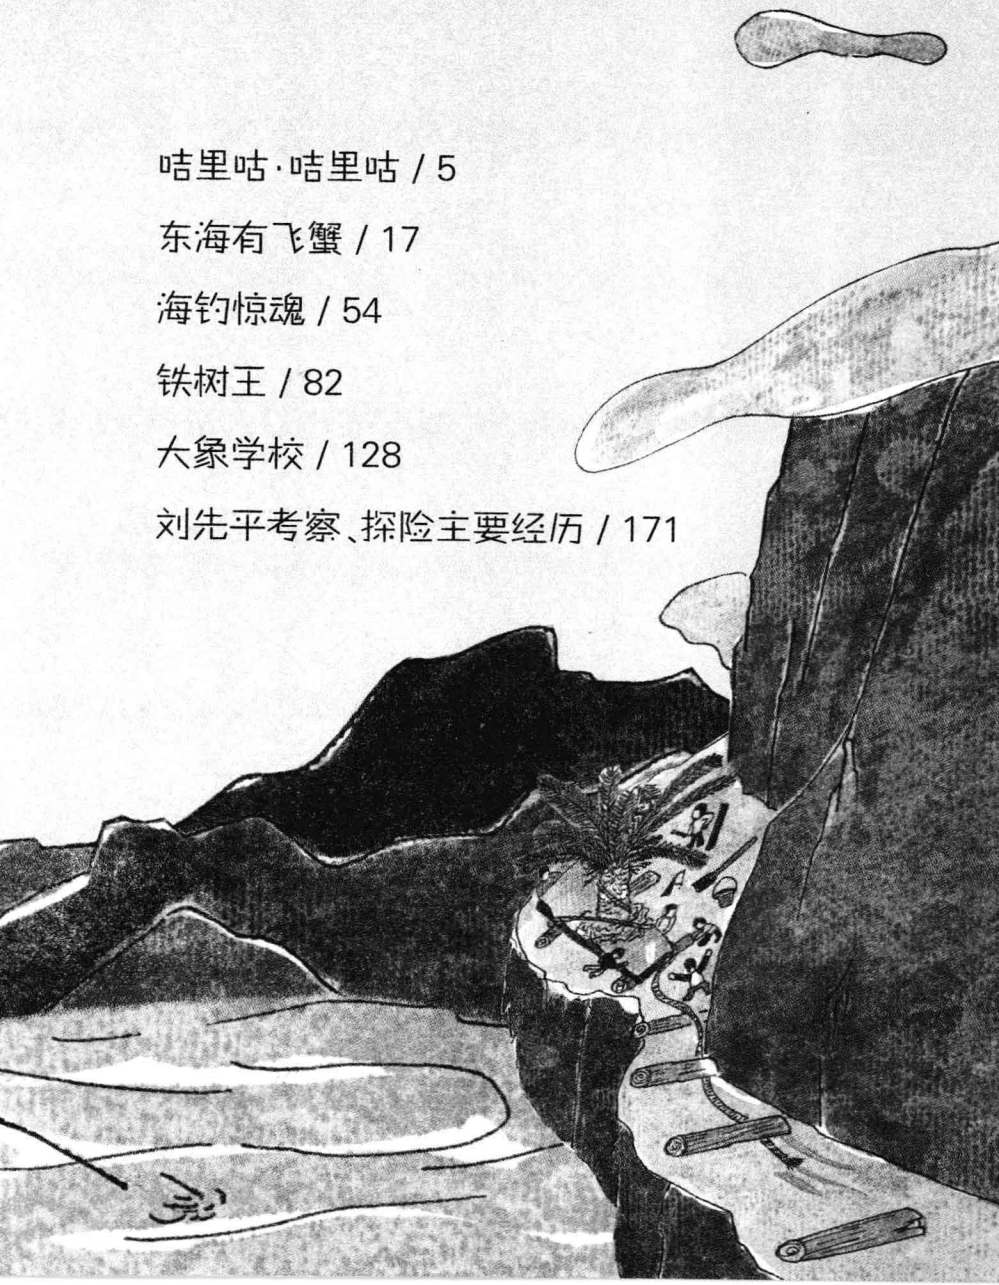 咭里咕·咭里咕 / 5
东海有飞蟹 / 17
海钓惊魂 / 54
铁树王 / 82
大象学校 / 128
刘先平考察、探险主要经历 / 171